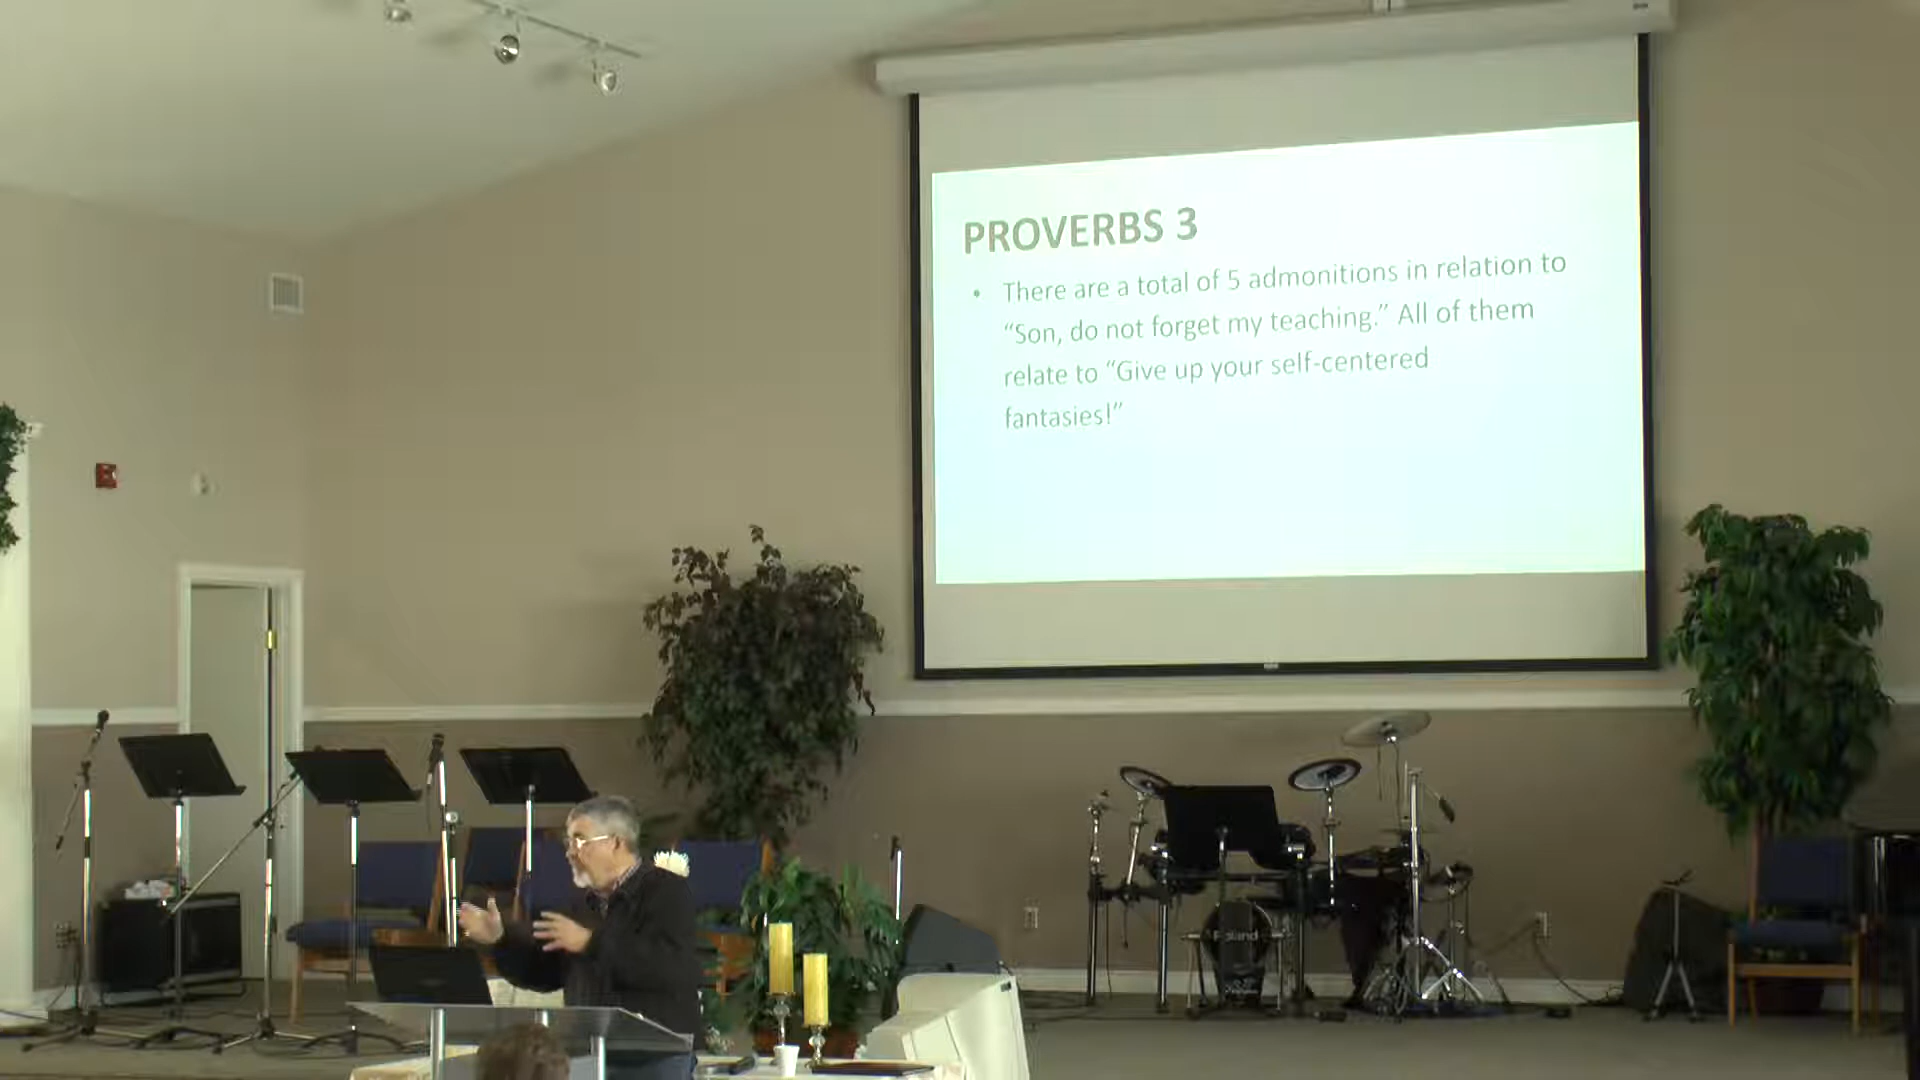 PROVERBS 3
• There are a total of 5 admonitions in relation to
“Son, do not forget my teaching.” All of them
relate to “Give up your self-centered
fantasies!”
Roland